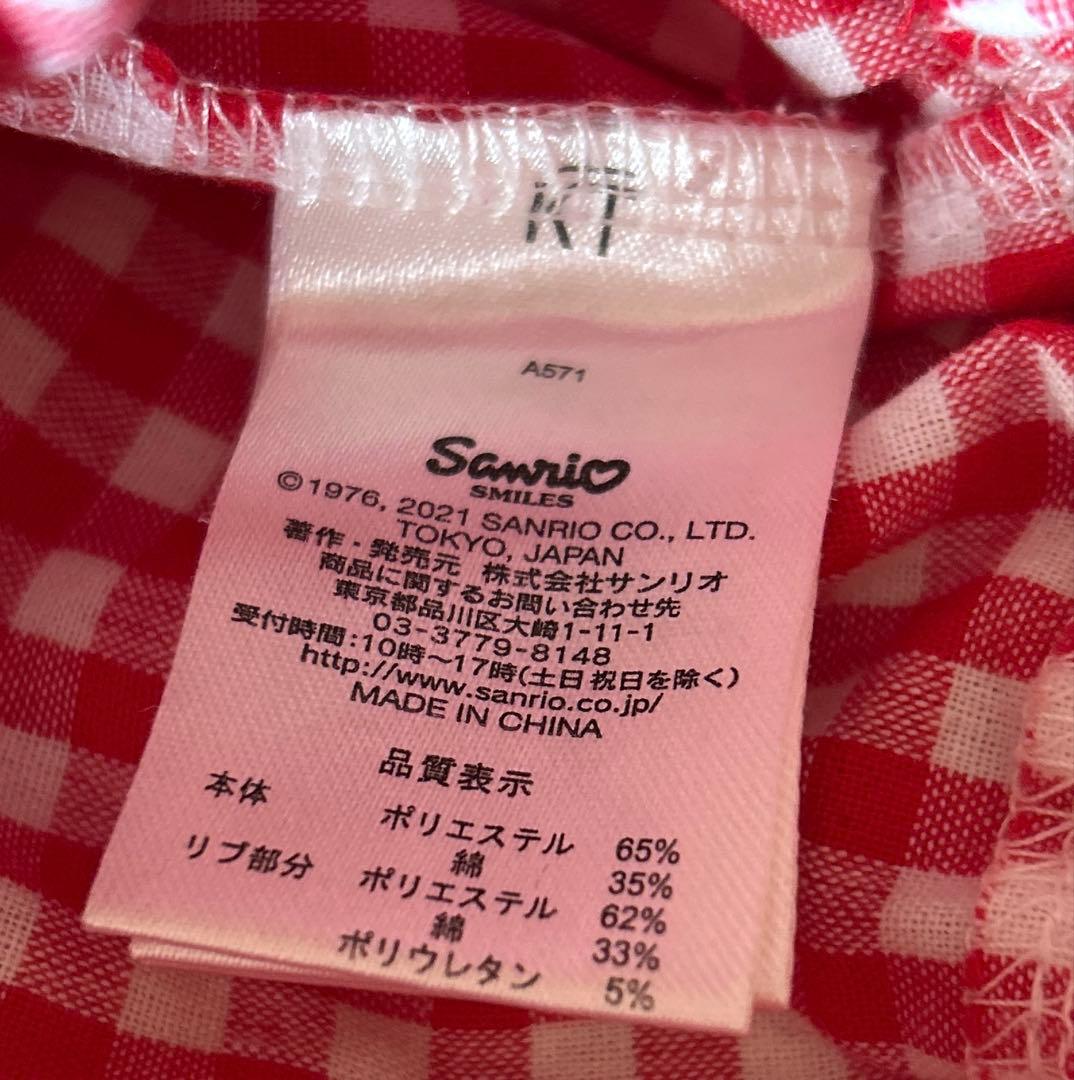 KT
A571
Sanrio
SMILES
©1976, 2021 SANRIO CO., LTD.
TOKYO, JAPAN
著作・発売元 株式会社サンリオ
商品に関するお問い合わせ先
東京都品川区大崎1-11-1
03-3779-8148
受付時間:10時~17時(土日祝日を除く)
http://www.sanrio.co.jp/
MADE IN CHINA
品質表示
本体 ポリエステル 65%
綿 35%
リブ部分 ポリエステル 62%
綿 33%
ポリウレタン 5%